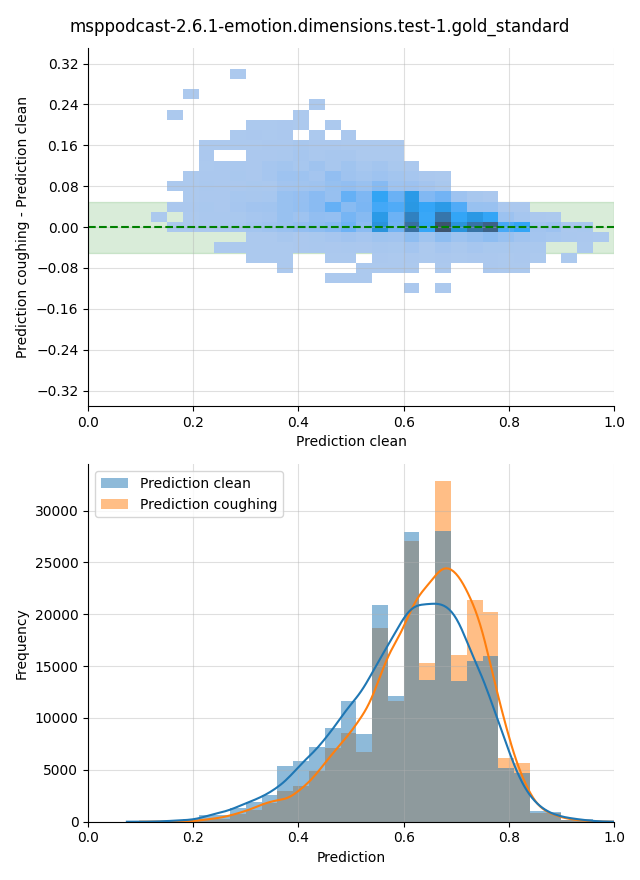 msppodcast-2.6.1-emotion.dimensions.test-1.gold_standard
0.32
0.24
0.16
0.08
0.00
−0.08
−0.16
−0.24
−0.32
Prediction coughing - Prediction clean
0.0 0.2 0.4 0.6 0.8 1.0
Prediction clean
Prediction clean
Prediction coughing
30000
25000
20000
15000
10000
5000
0
Frequency
0.0 0.2 0.4 0.6 0.8 1.0
Prediction